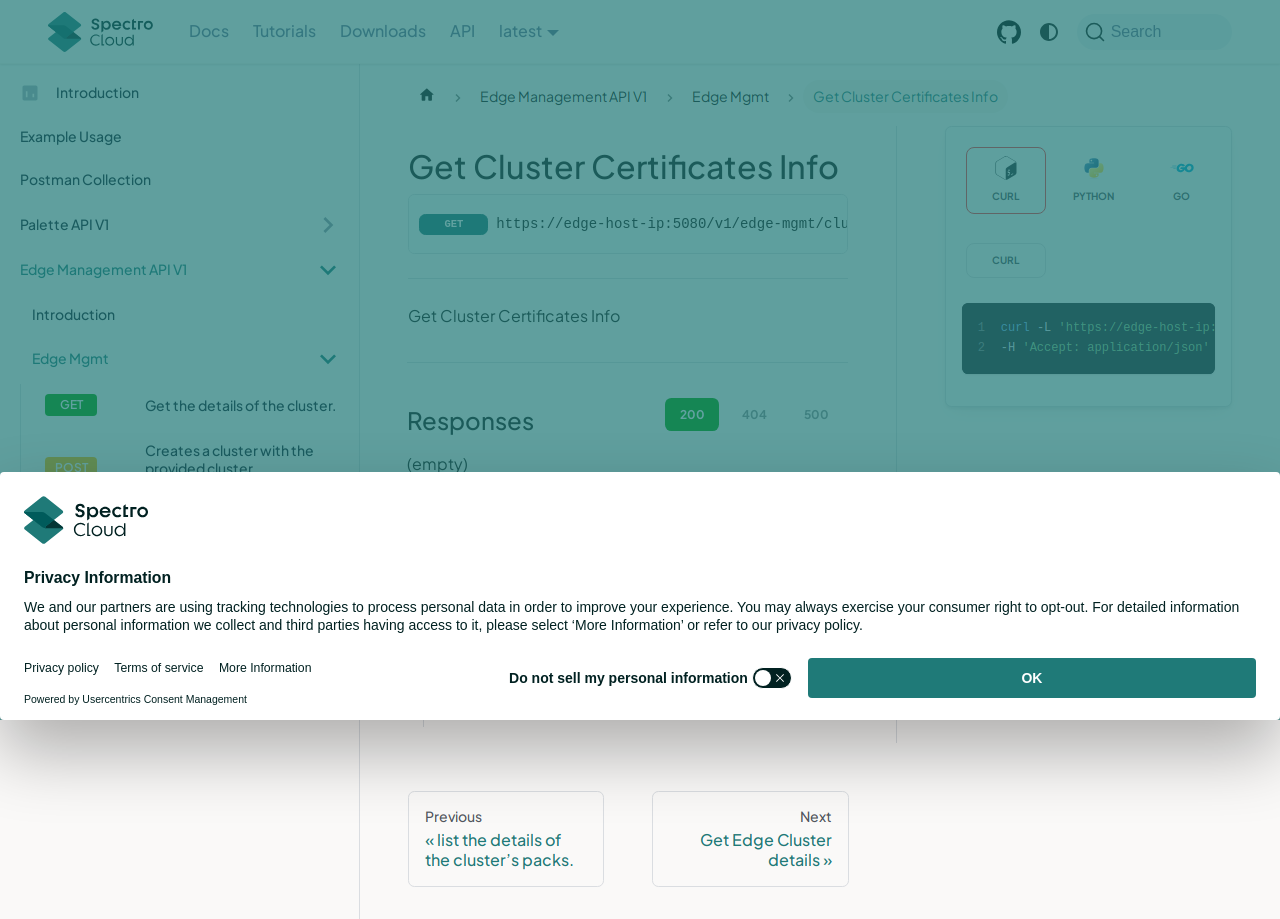 Spectro Cloud
Docs
Tutorials
Downloads
API
latest
Search
Introduction
Example Usage
Postman Collection
Palette API V1
Edge Management API V1
Introduction
Edge Mgmt
GET Get the details of the cluster.
POST Creates a cluster with the
provided cluster
Edge Management API V1
Edge Mgmt
Get Cluster Certificates Info
Get Cluster Certificates Info
GET https://edge-host-ip:5080/v1/edge-mgmt/clu
Get Cluster Certificates Info
Responses
200
404
500
(empty)
CURL
PYTHON
GO
CURL
1 curl -L 'https://edge-host-ip:
2 -H 'Accept: application/json'
Spectro
Cloud
Privacy Information
We and our partners are using tracking technologies to process personal data in order to improve your experience. You may always exercise your consumer right to opt-out. For detailed information
about personal information we collect and third parties having access to it, please select ‘More Information’ or refer to our privacy policy.
Privacy policy
Terms of service
More Information
Powered by Usercentrics Consent Management
Do not sell my personal information
OK
Previous
« list the details of
the cluster’s packs.
Next
Get Edge Cluster
details »